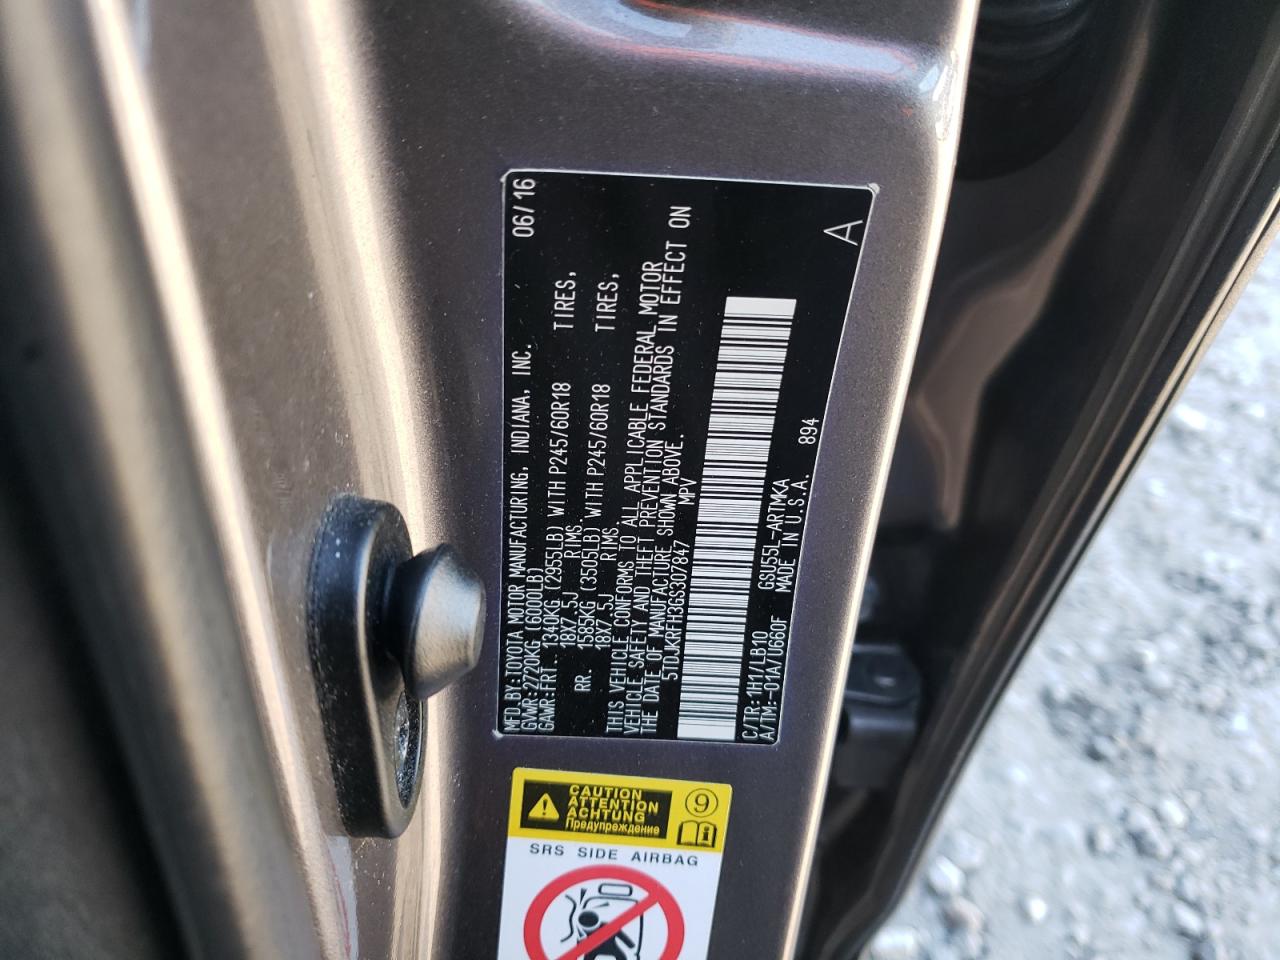 MFD.BY:TOYOTA MOTOR MANUFACTURING, INDIANA, INC. 06/16
GVWR:2720KG (6000LB)
GAWR:FRT. 1340KG (2955LB) WITH P245/60R18 TIRES,
18X7.5J RIMS.
RR. 1585KG (3505LB) WITH P245/60R18 TIRES,
18X7.5J RIMS.
THIS VEHICLE CONFORMS TO ALL APPLICABLE FEDERAL MOTOR
VEHICLE SAFETY AND THEFT PREVENTION STANDARDS IN EFFECT ON
THE DATE OF MANUFACTURE SHOWN ABOVE.
5TDJKRFH3GS307847 MPV
C/TR:1H1/LB10 GSU55L-ARTMKA
A/TM:-01A/U660F MADE IN U.S.A. 894
A
CAUTION
ATTENTION
ACHTUNG
Предупреждение
9
i
SRS SIDE AIRBAG